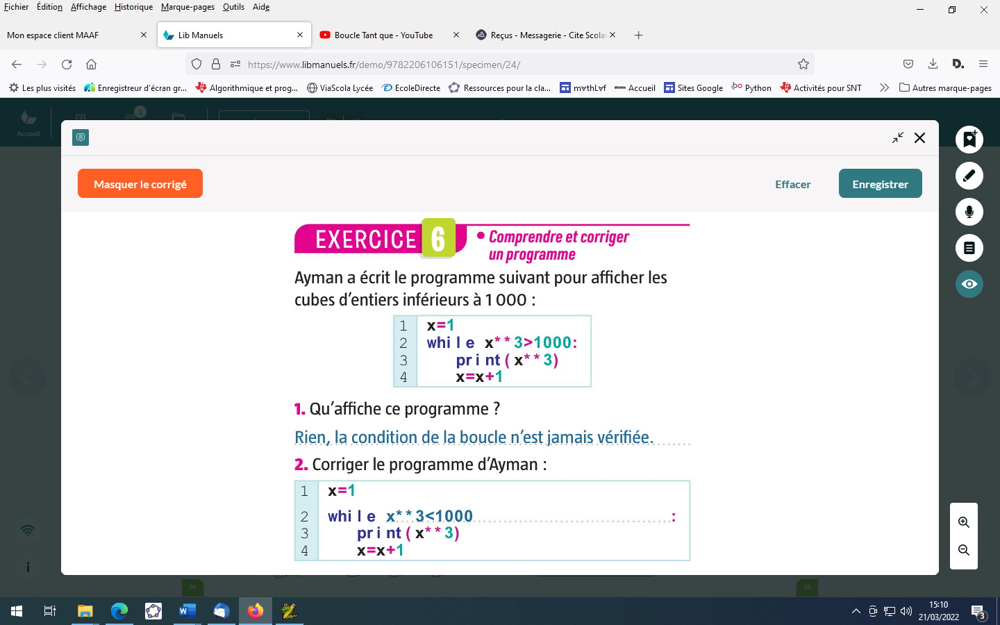 Fichier Édition Affichage Historique Marque-pages Outils Aide
Mon espace client MAAF Lib Manuels Boucle Tant que - YouTube Reçus - Messagerie - Cite Scolai
https://www.libmanuels.fr/demo/9782206106151/specimen/24/
Les plus visités Enregistreur d'écran gr... Algorithmique et prog... ViaScola Lycée EcoleDirecte Ressources pour la cla... m∀thL∀f Accueil Sites Google Python Activités pour SNT Autres marque-pages
1
Accueil
Masquer le corrigé Effacer Enregistrer
EXERCICE 6 • Comprendre et corriger
un programme
Ayman a écrit le programme suivant pour afficher les
cubes d'entiers inférieurs à 1 000 :
1 x=1
2 while x**3>1000:
3 print(x**3)
4 x=x+1
1. Qu'affiche ce programme ?
Rien, la condition de la boucle n'est jamais vérifiée.
2. Corriger le programme d'Ayman :
1 x=1
2 while x**3<1000 :
3 print(x**3)
4 x=x+1
24 25
15:10
21/03/2022
3